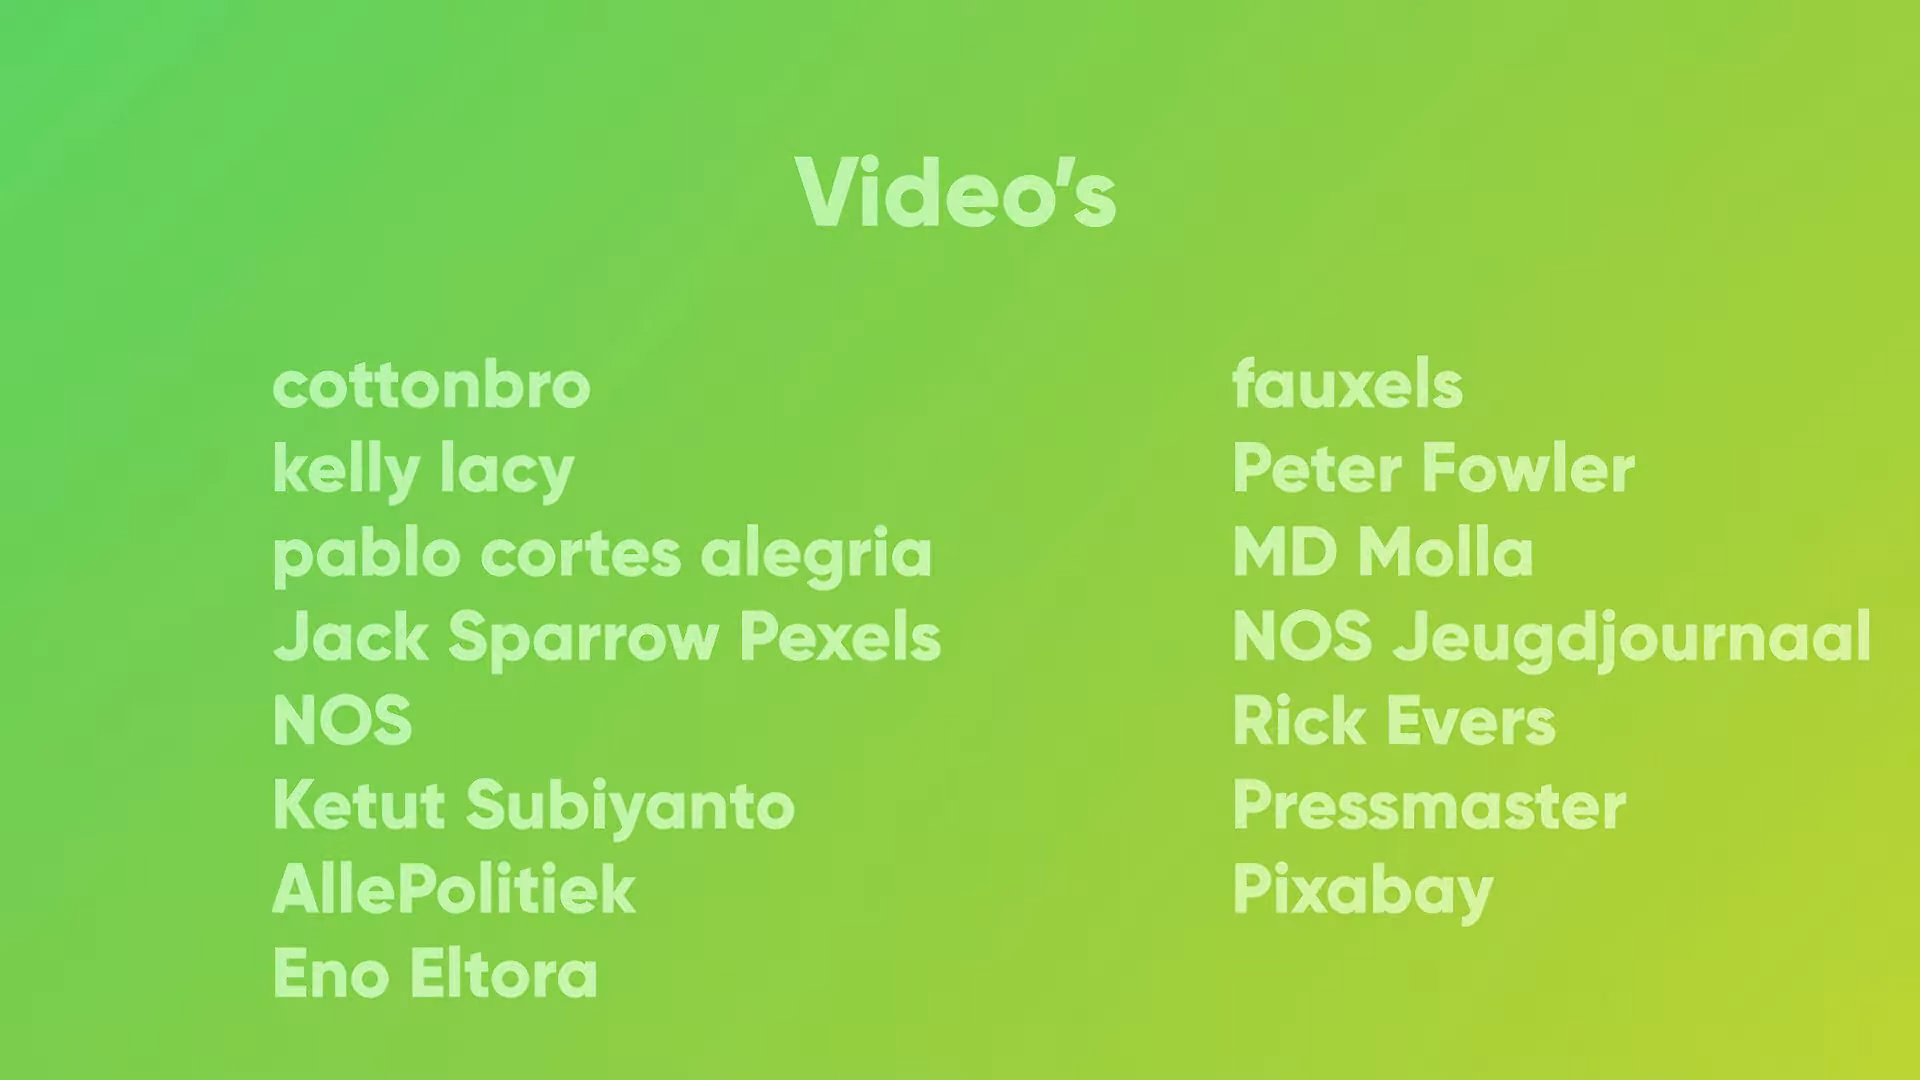 Video's
cottonbro
kelly lacy
pablo cortes alegria
Jack Sparrow Pexels
NOS
Ketut Subiyanto
AllePolitiek
Eno Eltora
fauxels
Peter Fowler
MD Molla
NOS Jeugdjournaal
Rick Evers
Pressmaster
Pixabay